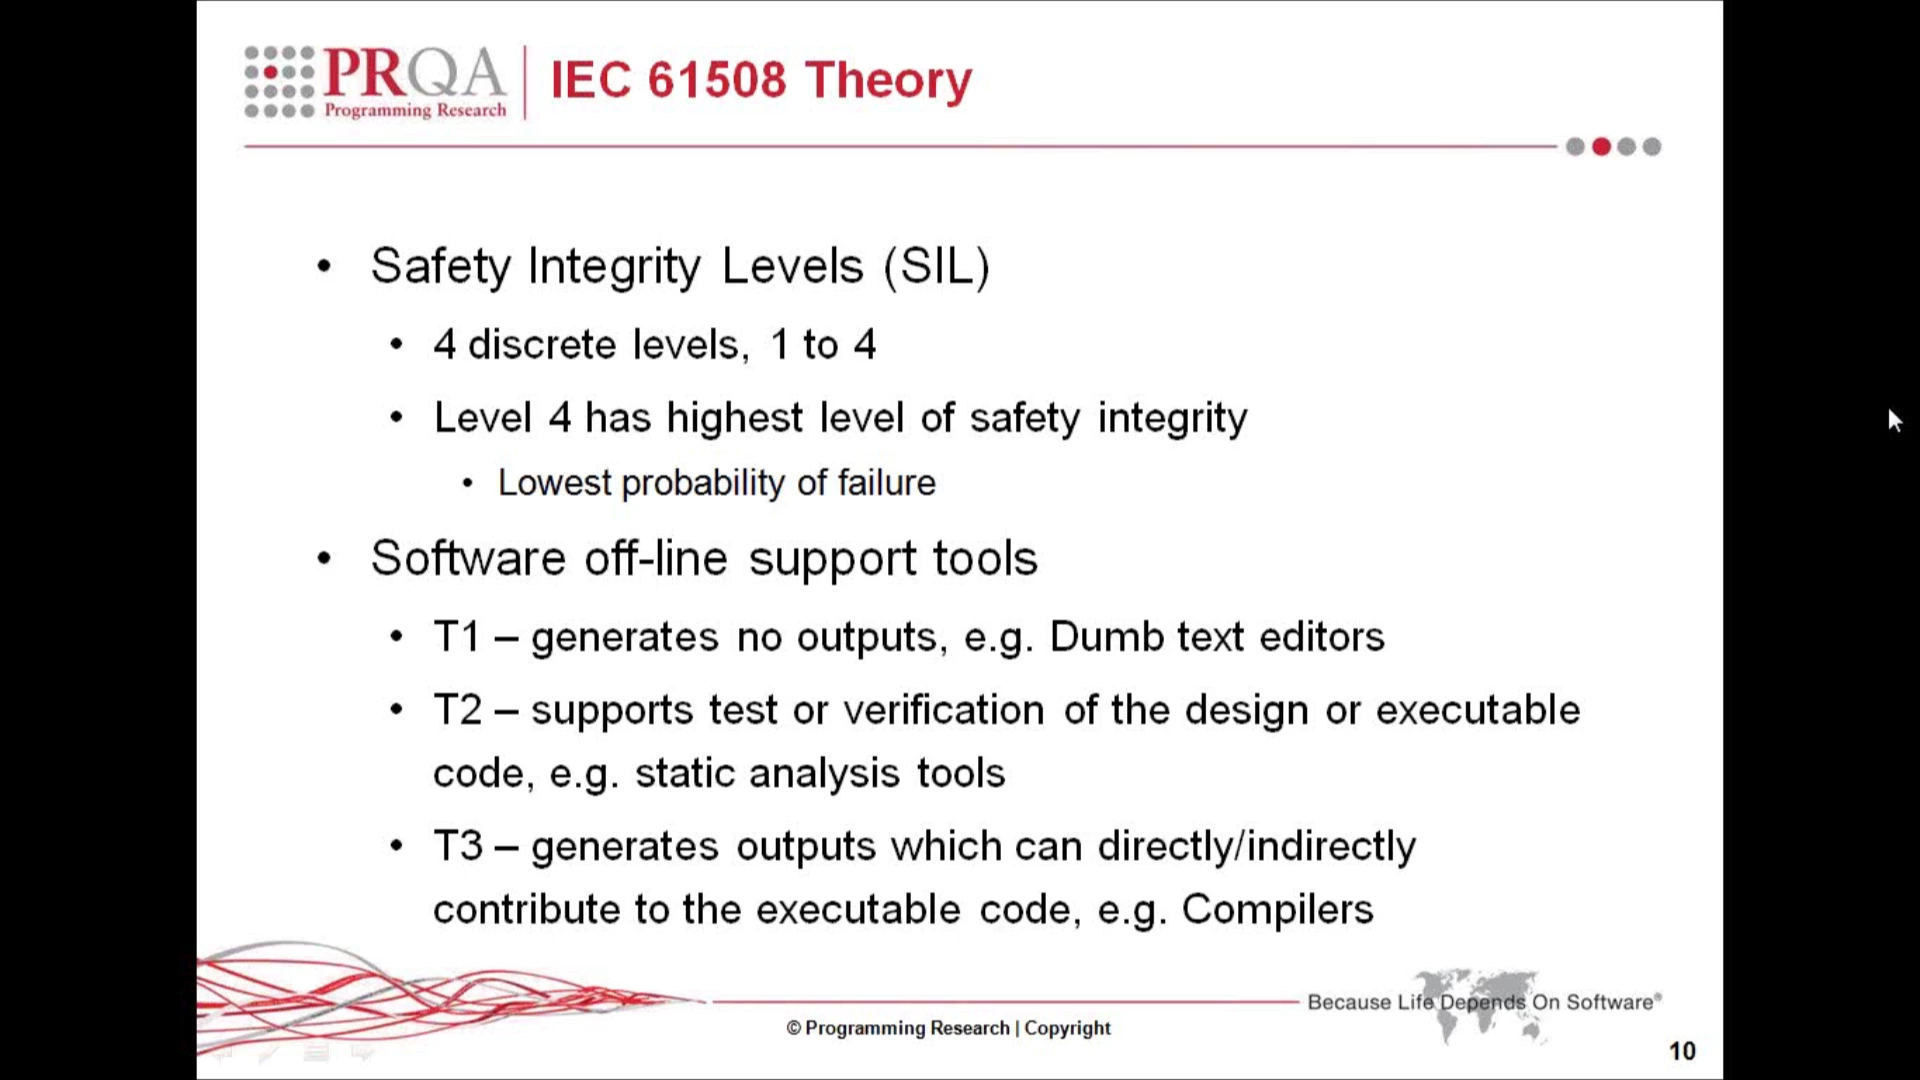 PRQA
Programming Research
IEC 61508 Theory
• Safety Integrity Levels (SIL)
• 4 discrete levels, 1 to 4
• Level 4 has highest level of safety integrity
• Lowest probability of failure
• Software off-line support tools
• T1 – generates no outputs, e.g. Dumb text editors
• T2 – supports test or verification of the design or executable
code, e.g. static analysis tools
• T3 – generates outputs which can directly/indirectly
contribute to the executable code, e.g. Compilers
Because Life Depends On Software®
© Programming Research | Copyright
10